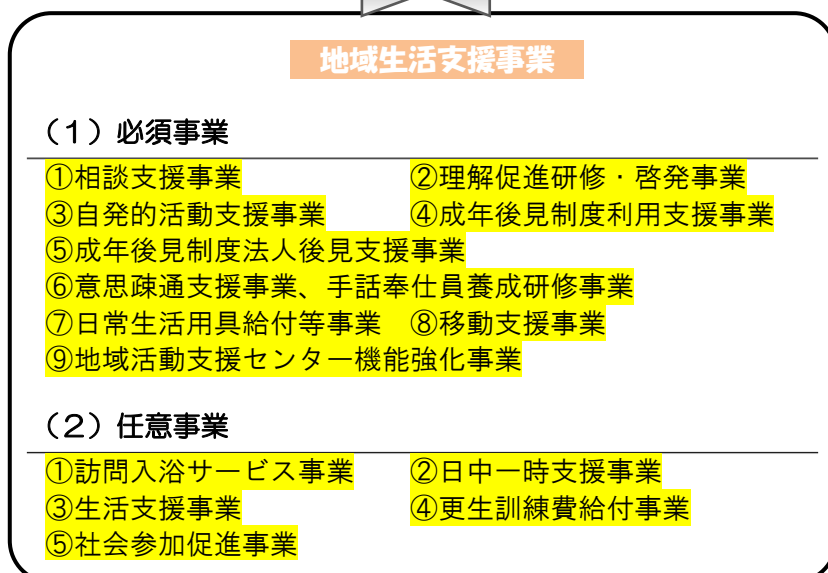 地域生活支援事業
（１）必須事業
①相談支援事業　②理解促進研修・啓発事業
③自発的活動支援事業　④成年後見制度利用支援事業
⑤成年後見制度法人後見支援事業
⑥意思疎通支援事業、手話奉仕員養成研修事業
⑦日常生活用具給付等事業　⑧移動支援事業
⑨地域活動支援センター機能強化事業
（２）任意事業
①訪問入浴サービス事業　②日中一時支援事業
③生活支援事業　④更生訓練費給付事業
⑤社会参加促進事業